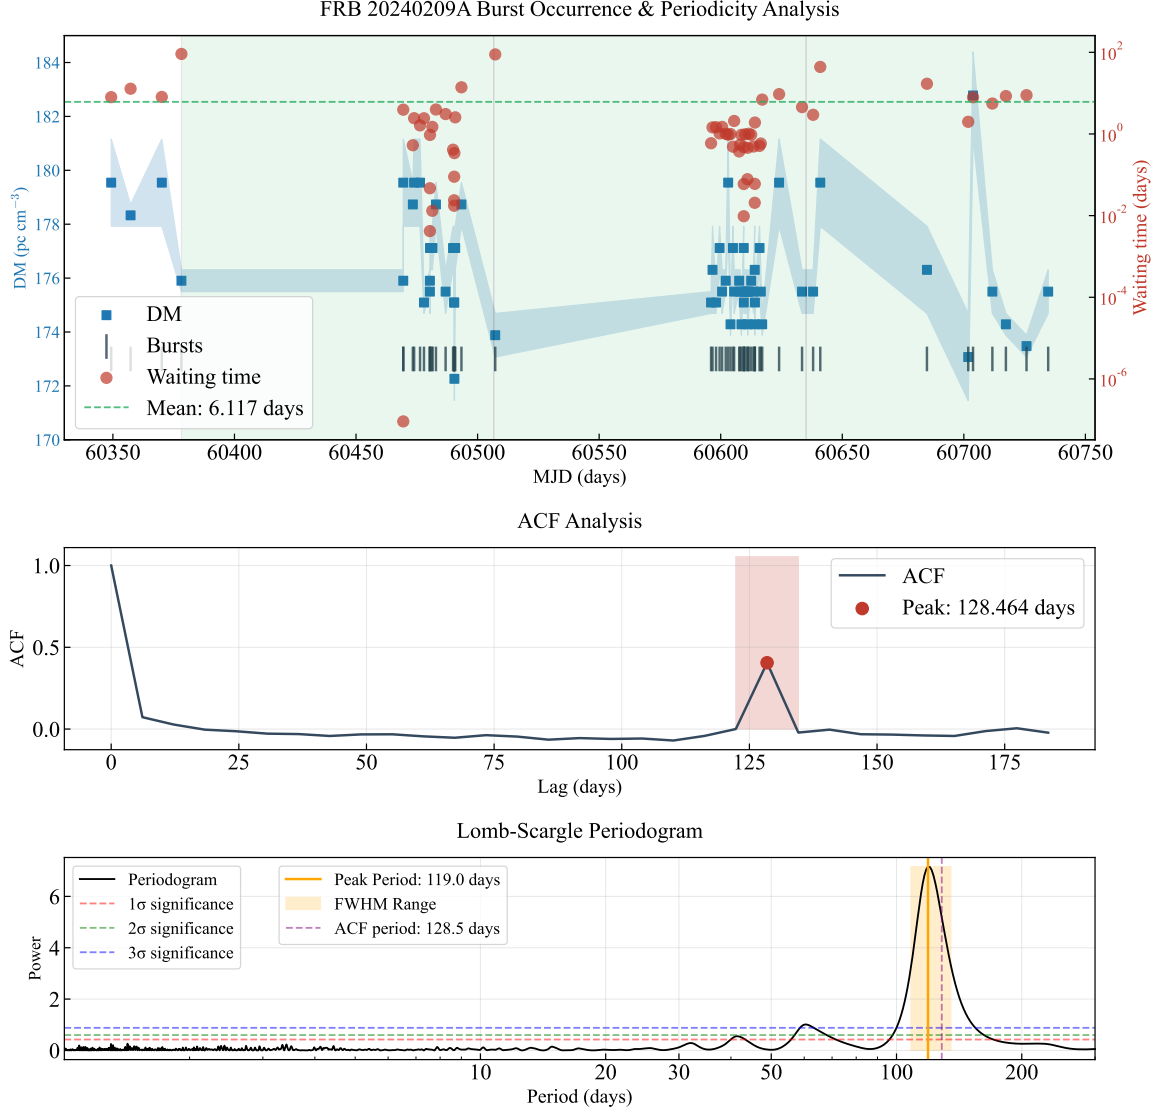 FRB 20240209A Burst Occurrence & Periodicity Analysis
184
182
180
178
176
174
172
170
DM (pc cm⁻³)
10²
10⁰
10⁻²
10⁻⁴
10⁻⁶
Waiting time (days)
DM
Bursts
Waiting time
Mean: 6.117 days
60350 60400 60450 60500 60550 60600 60650 60700 60750
MJD (days)
ACF Analysis
1.0
0.5
0.0
ACF
ACF
Peak: 128.464 days
0 25 50 75 100 125 150 175
Lag (days)
Lomb-Scargle Periodogram
6
4
2
0
Power
Periodogram
1σ significance
2σ significance
3σ significance
Peak Period: 119.0 days
FWHM Range
ACF period: 128.5 days
10 20 30 50 100 200
Period (days)